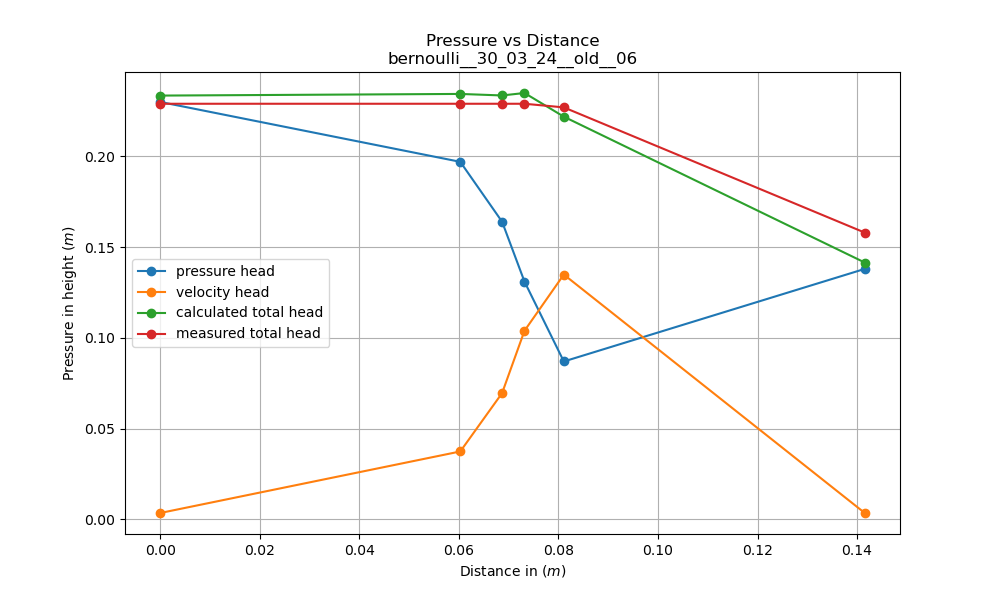 Pressure vs Distance
bernoulli__30_03_24__old__06
Pressure in height (m)
0.20
0.15
0.10
0.05
0.00
pressure head
velocity head
calculated total head
measured total head
0.00 0.02 0.04 0.06 0.08 0.10 0.12 0.14
Distance in (m)